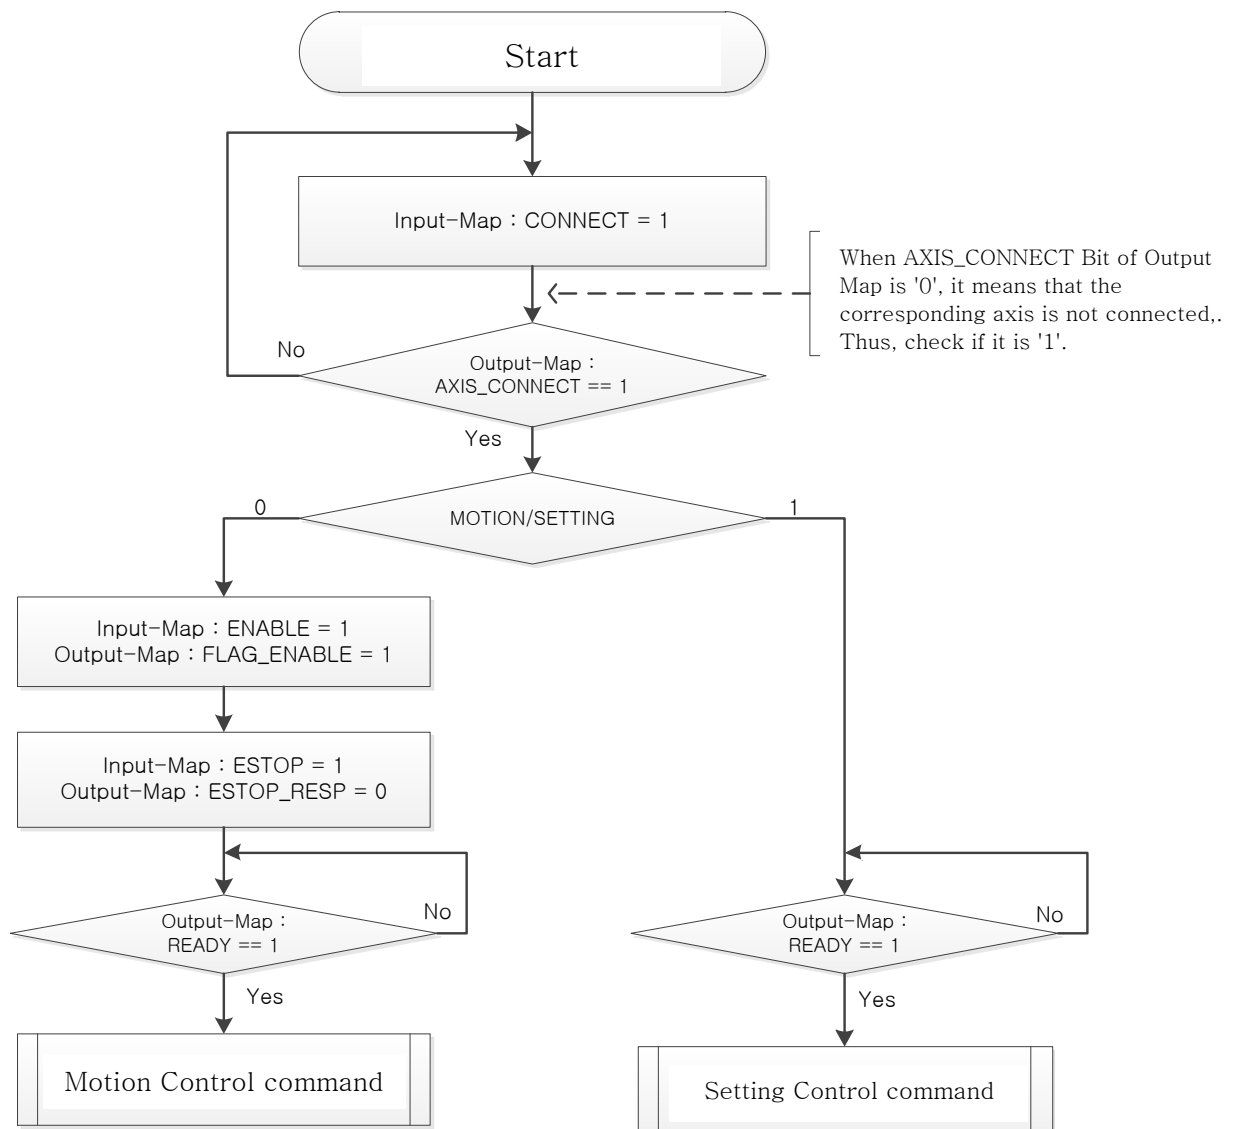 Start
Input-Map : CONNECT = 1
When AXIS_CONNECT Bit of Output
Map is '0', it means that the
corresponding axis is not connected,.
Thus, check if it is '1'.
No
Output-Map :
AXIS_CONNECT == 1
Yes
0
MOTION/SETTING
1
Input-Map : ENABLE = 1
Output-Map : FLAG_ENABLE = 1
Input-Map : ESTOP = 1
Output-Map : ESTOP_RESP = 0
Output-Map :
READY == 1
No
Yes
Output-Map :
READY == 1
No
Yes
Motion Control command
Setting Control command